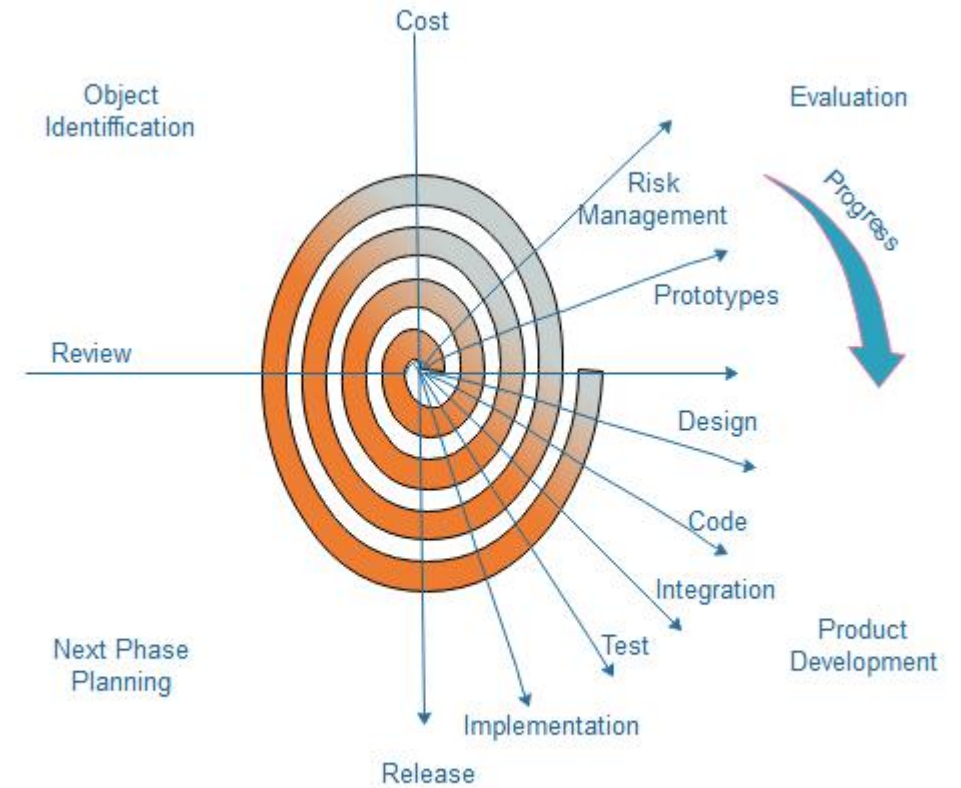 Cost
Object
Identiffication
Evaluation
Progress
Risk
Management
Prototypes
Review
Design
Code
Integration
Product
Development
Test
Next Phase
Planning
Implementation
Release